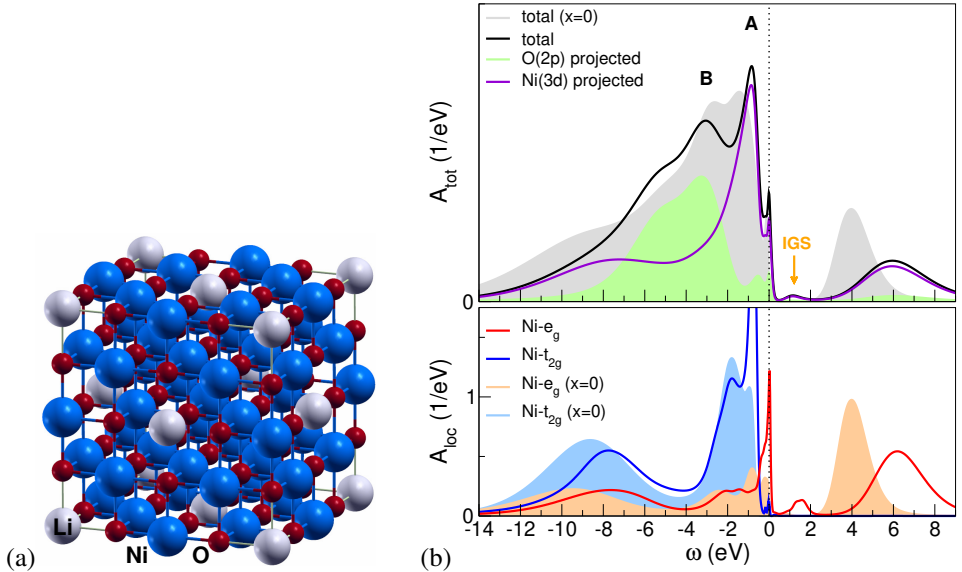 (a)
Li
Ni
O
(b)
total (x=0)
total
O(2p) projected
Ni(3d) projected
A
B
IGS
A_tot (1/eV)
0
Ni-e_g
Ni-t_2g
Ni-e_g (x=0)
Ni-t_2g (x=0)
A_loc (1/eV)
1
0
-14 -12 -10 -8 -6 -4 -2 0 2 4 6 8
ω (eV)